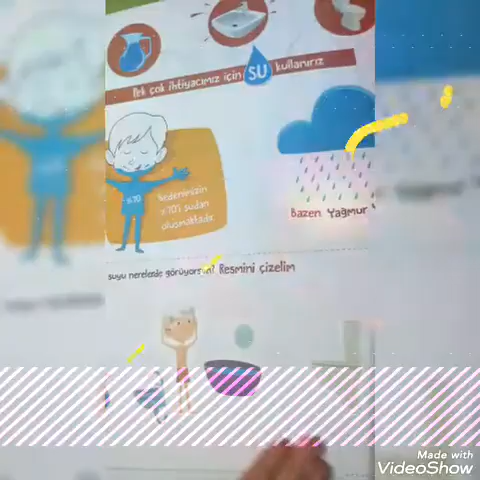 Pek çok ihtiyacımız için SU kullanırız
%70
Bedenimizin
%70'i sudan
oluşmaktadır.
Bazen Yağmur
suyu nerelerde görüyorsun? Resmini çizelim
Made with
VideoShow